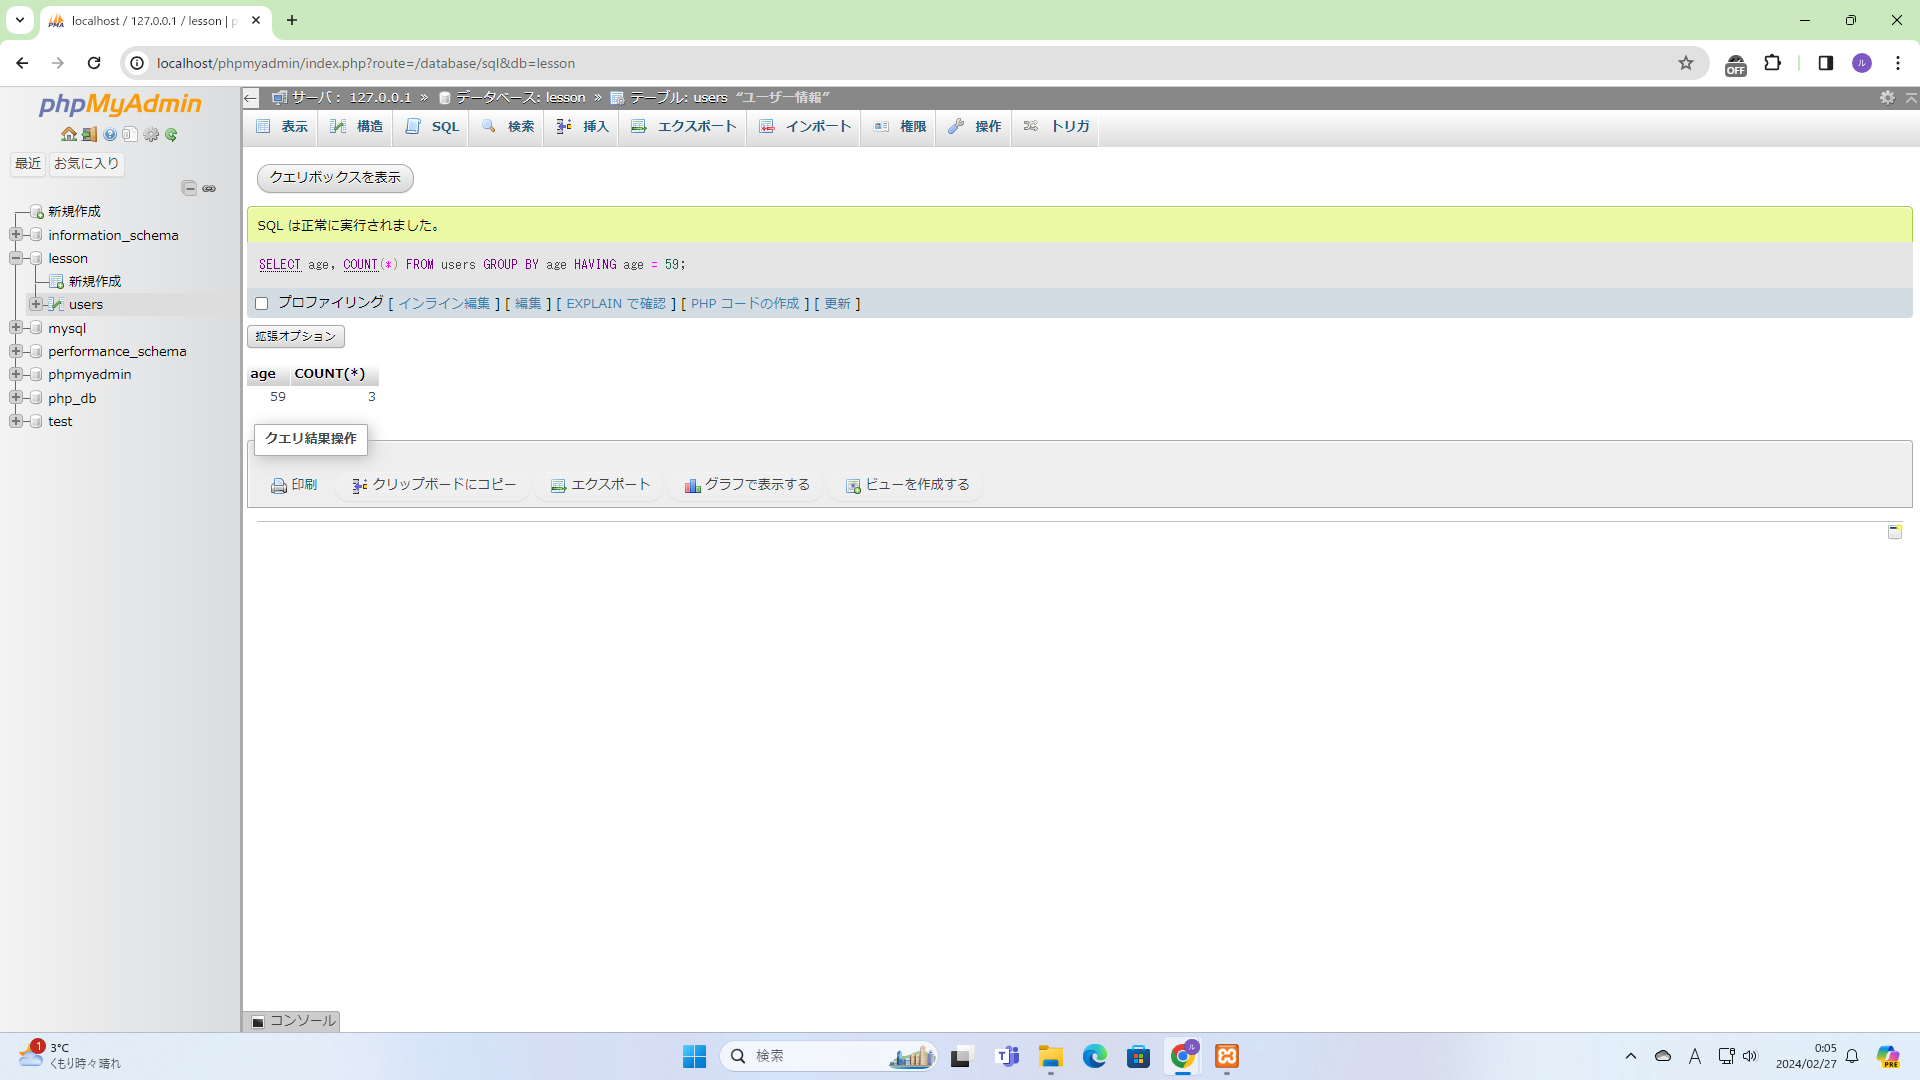 localhost / 127.0.0.1 / lesson | p
localhost/phpmyadmin/index.php?route=/database/sql&db=lesson
OFF
ル
phpMyAdmin
最近 お気に入り
新規作成
information_schema
lesson
新規作成
users
mysql
performance_schema
phpmyadmin
php_db
test
サーバ: 127.0.0.1 » データベース: lesson » テーブル: users “ユーザー情報”
表示 構造 SQL 検索 挿入 エクスポート インポート 権限 操作 トリガ
クエリボックスを表示
SQL は正常に実行されました。
SELECT age, COUNT(*) FROM users GROUP BY age HAVING age = 59;
プロファイリング [ インライン編集 ] [ 編集 ] [ EXPLAIN で確認 ] [ PHP コードの作成 ] [ 更新 ]
拡張オプション
age COUNT(*)
59 3
クエリ結果操作
印刷 クリップボードにコピー エクスポート グラフで表示する ビューを作成する
コンソール
1
3°C
くもり時々晴れ
検索
A
0:05
2024/02/27
PRE